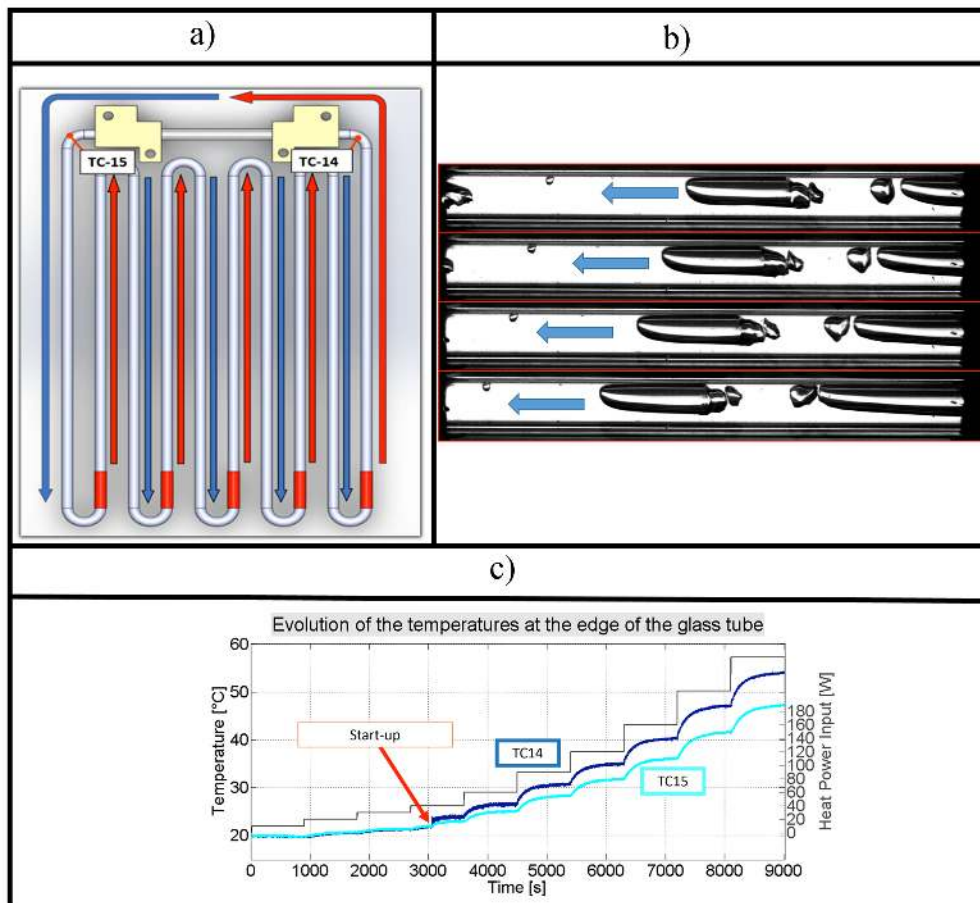 a)
b)
TC-15
TC-14
c)
Evolution of the temperatures at the edge of the glass tube
Temperature [°C]
60
50
40
30
20
Start-up
TC14
TC15
180
160
140
120
100
80
60
40
20
0
Heat Power Input [W]
0 1000 2000 3000 4000 5000 6000 7000 8000 9000
Time [s]